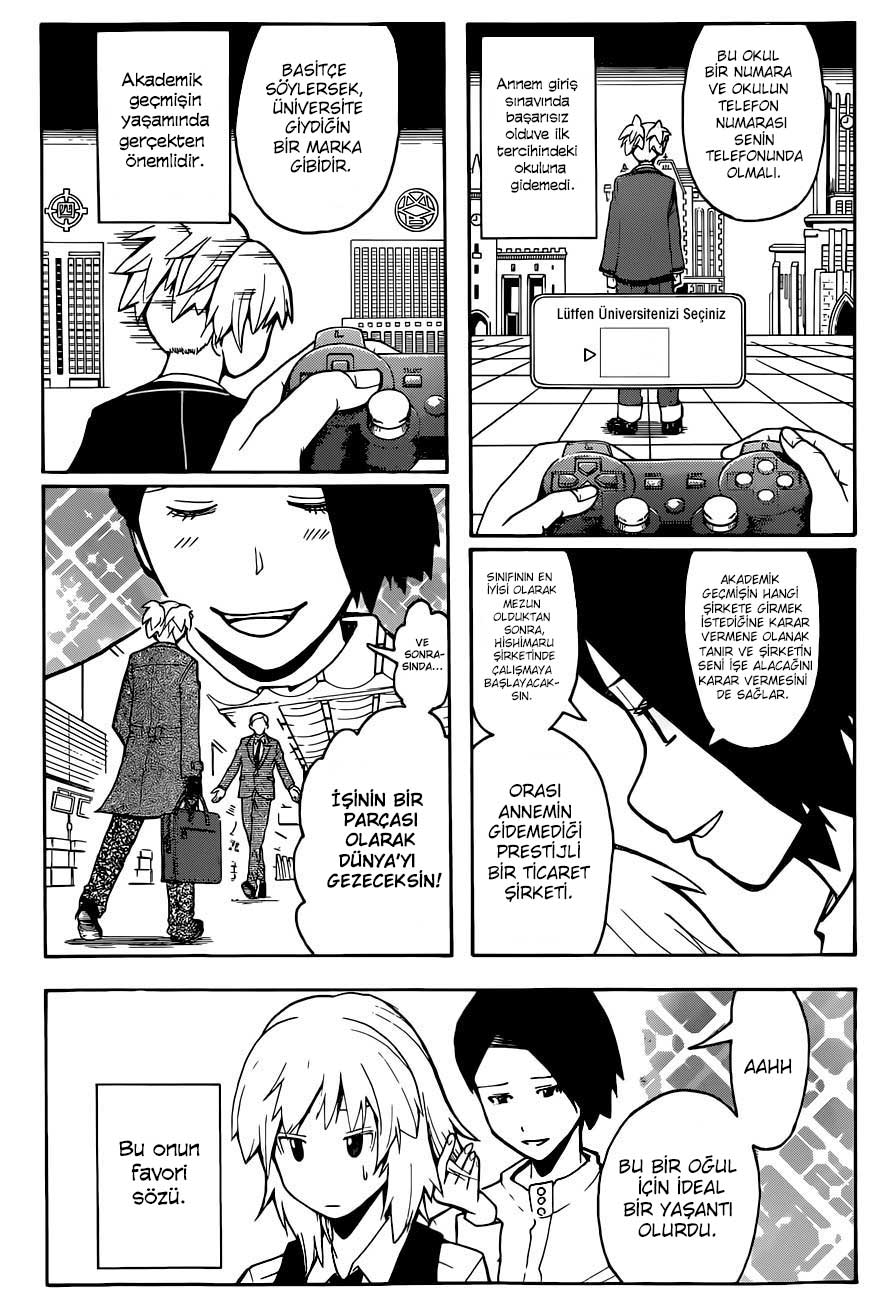 BU OKUL
BİR NUMARA
VE OKULUN
TELEFON
NUMARASI
SENİN
TELEFONUNDA
OLMALI.
Annem giriş
sınavında
başarısız
olduve ilk
tercihindeki
okuluna
gidemedi.
Lütfen Üniversitenizi Seçiniz
L
R
BASİTÇE
SÖYLERSEK,
ÜNİVERSİTE
GİYDİĞİN
BİR MARKA
GİBİDİR.
Akademik
geçmişin
yaşamında
gerçekten
önemlidir.
L
SELECT
AKADEMİK
GEÇMİŞİN HANGİ
ŞİRKETE GİRMEK
İSTEDİĞİNE KARAR
VERMENE OLANAK
TANIR VE ŞİRKETİN
SENİ İŞE ALACAĞINI
KARAR VERMESİNİ
DE SAĞLAR.
SINIFININ EN
İYİSİ OLARAK
MEZUN
OLDUKTAN
SONRA,
HISHIMARU
ŞİRKETİNDE
ÇALIŞMAYA
BAŞLAYACAK-
SIN.
ORASI
ANNEMİN
GİDEMEDİĞİ
PRESTİJLİ
BİR TİCARET
ŞİRKETİ.
VE
SONRA-
SINDA...
İŞİNİN BİR
PARÇASI
OLARAK
DÜNYA'YI
GEZECEKSİN!
AAHH
BU BİR OĞUL
İÇİN İDEAL
BİR YAŞANTI
OLURDU.
Bu onun
favori
sözü.